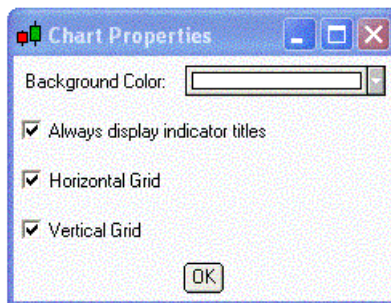 Chart Properties
Background Color:
Always display indicator titles
Horizontal Grid
Vertical Grid
OK